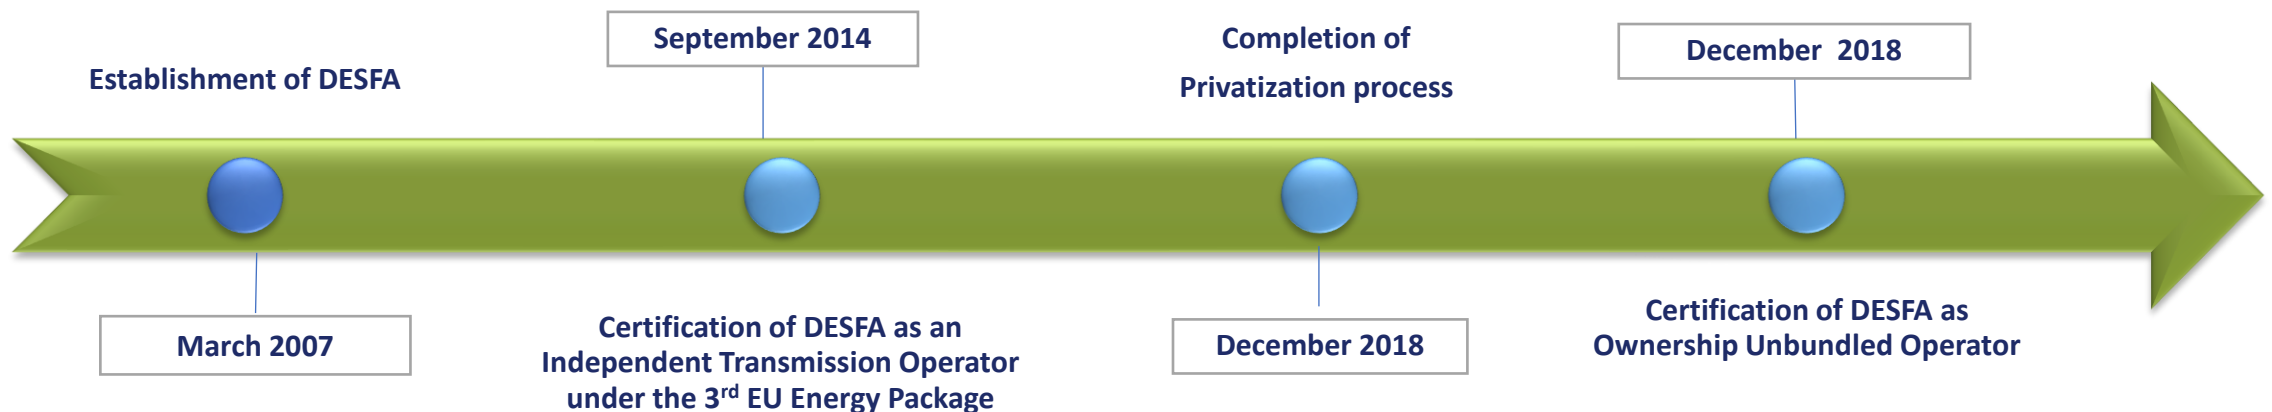 Establishment of DESFA
March 2007
September 2014
Certification of DESFA as an
Independent Transmission Operator
under the 3rd EU Energy Package
Completion of
Privatization process
December 2018
December 2018
Certification of DESFA as
Ownership Unbundled Operator